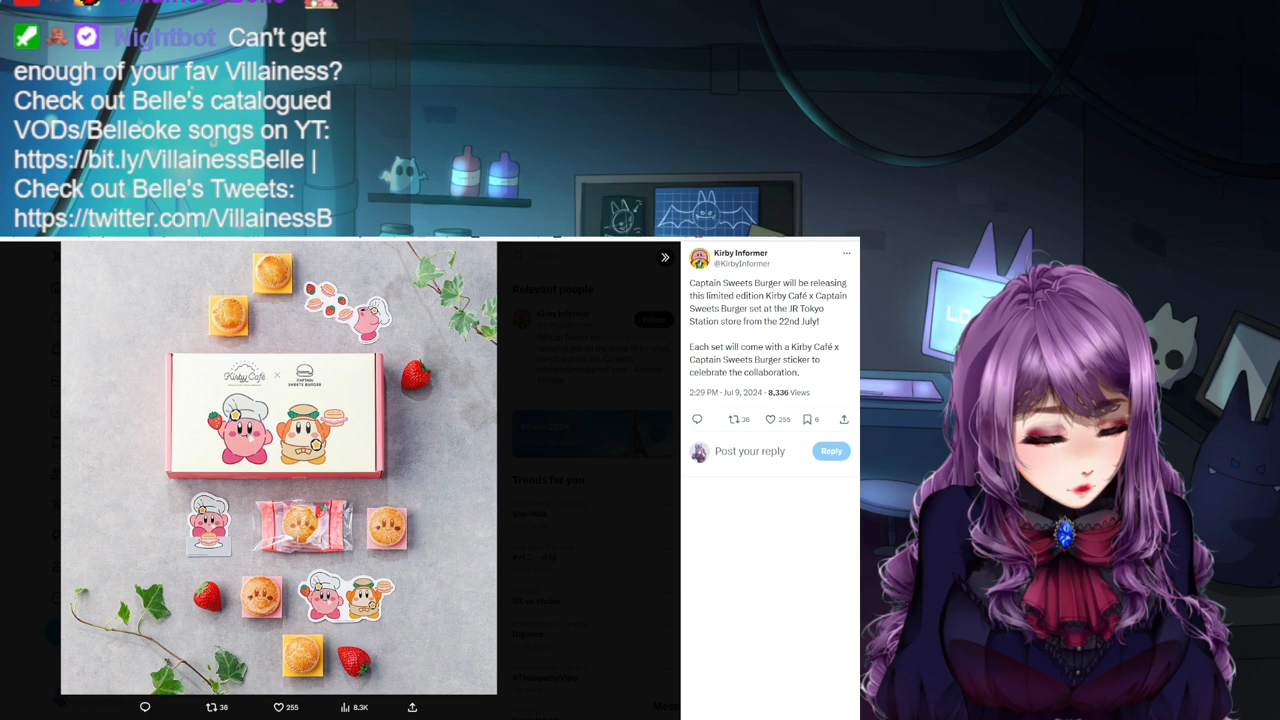 VillainessBelle
Nightbot Can't get
enough of your fav Villainess?
Check out Belle's catalogued
VODs/Belleoke songs on YT:
https://bit.ly/VillainessBelle |
Check out Belle's Tweets:
https://twitter.com/VillainessB
Kirby Informer
@KirbyInformer
Captain Sweets Burger will be releasing
this limited edition Kirby Café x Captain
Sweets Burger set at the JR Tokyo
Station store from the 22nd July!
Each set will come with a Kirby Café x
Captain Sweets Burger sticker to
celebrate the collaboration.
2:29 PM · Jul 9, 2024 · 8,336 Views
36 255 6
Post your reply Reply
Kirby Café × CAPTAIN
SWEETS BURGER
Relevant people
Kirby Informer
Trends for you
Digimon
36 255 8.3K